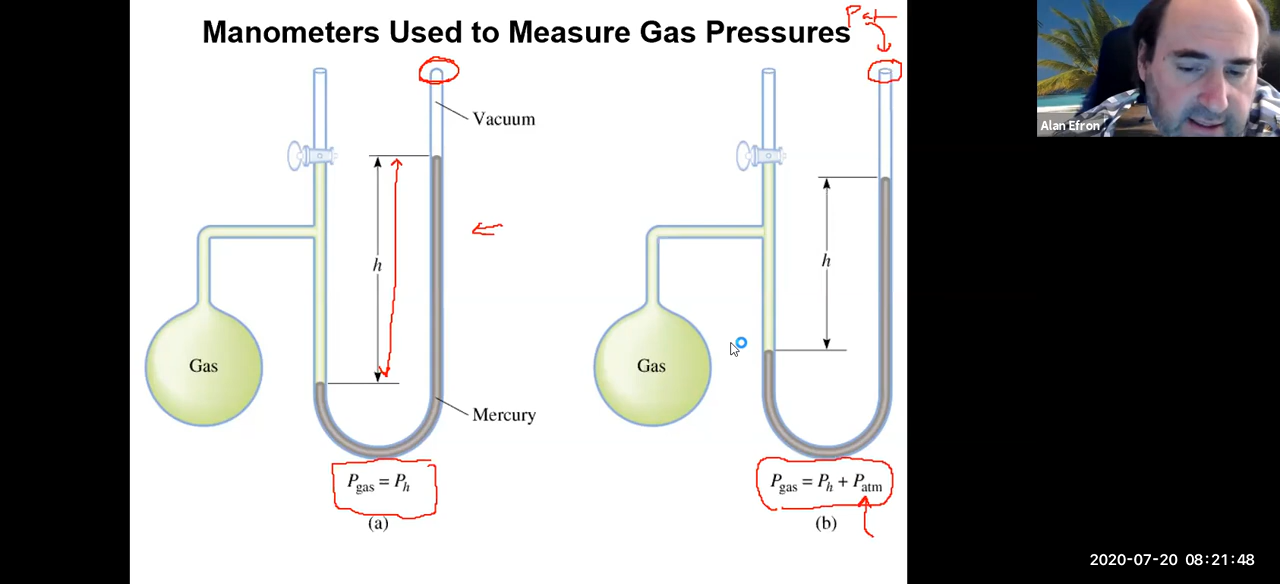 Manometers Used to Measure Gas Pressures
Pat
Vacuum
h
h
Gas
Gas
Mercury
Pgas = Ph
Pgas = Ph + Patm
(a)
(b)
Alan Efron
2020-07-20 08:21:48